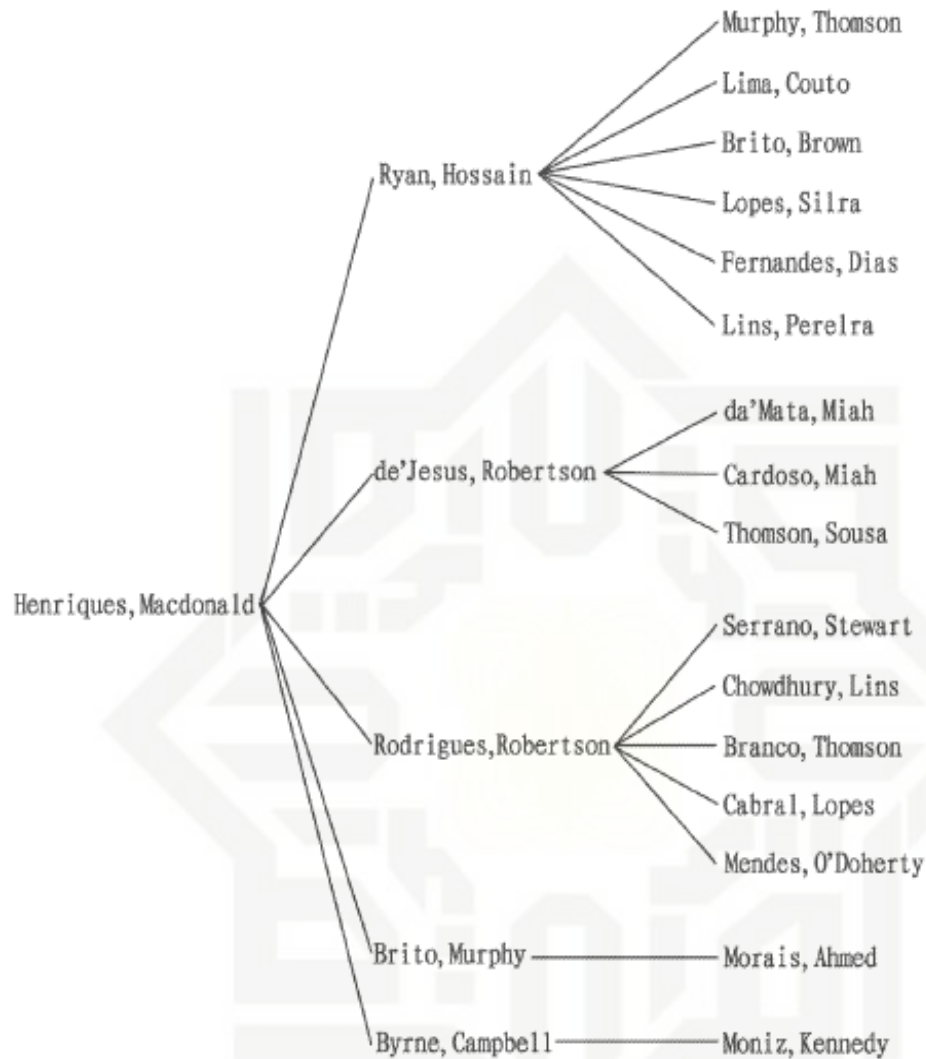 Henriques, Macdonald
Ryan, Hossain
Murphy, Thomson
Lima, Couto
Brito, Brown
Lopes, Silra
Fernandes, Dias
Lins, Perelra
de'Jesus, Robertson
da'Mata, Miah
Cardoso, Miah
Thomson, Sousa
Rodrigues,Robertson
Serrano, Stewart
Chowdhury, Lins
Branco, Thomson
Cabral, Lopes
Mendes, O'Doherty
Brito, Murphy
Morais, Ahmed
Byrne, Campbell
Moniz, Kennedy